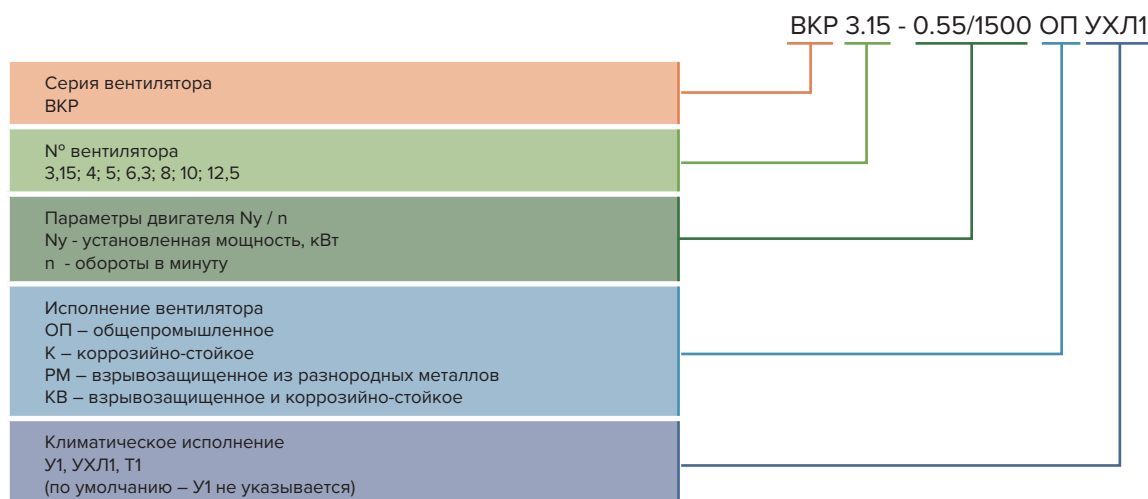 ВКР 3.15 - 0.55/1500 ОП УХЛ1
Серия вентилятора
ВКР
№ вентилятора
3,15; 4; 5; 6,3; 8; 10; 12,5
Параметры двигателя Ny / n
Ny - установленная мощность, кВт
n - обороты в минуту
Исполнение вентилятора
ОП – общепромышленное
К – коррозийно-стойкое
РМ – взрывозащищенное из разнородных металлов
КВ – взрывозащищенное и коррозийно-стойкое
Климатическое исполнение
У1, УХЛ1, Т1
(по умолчанию – У1 не указывается)